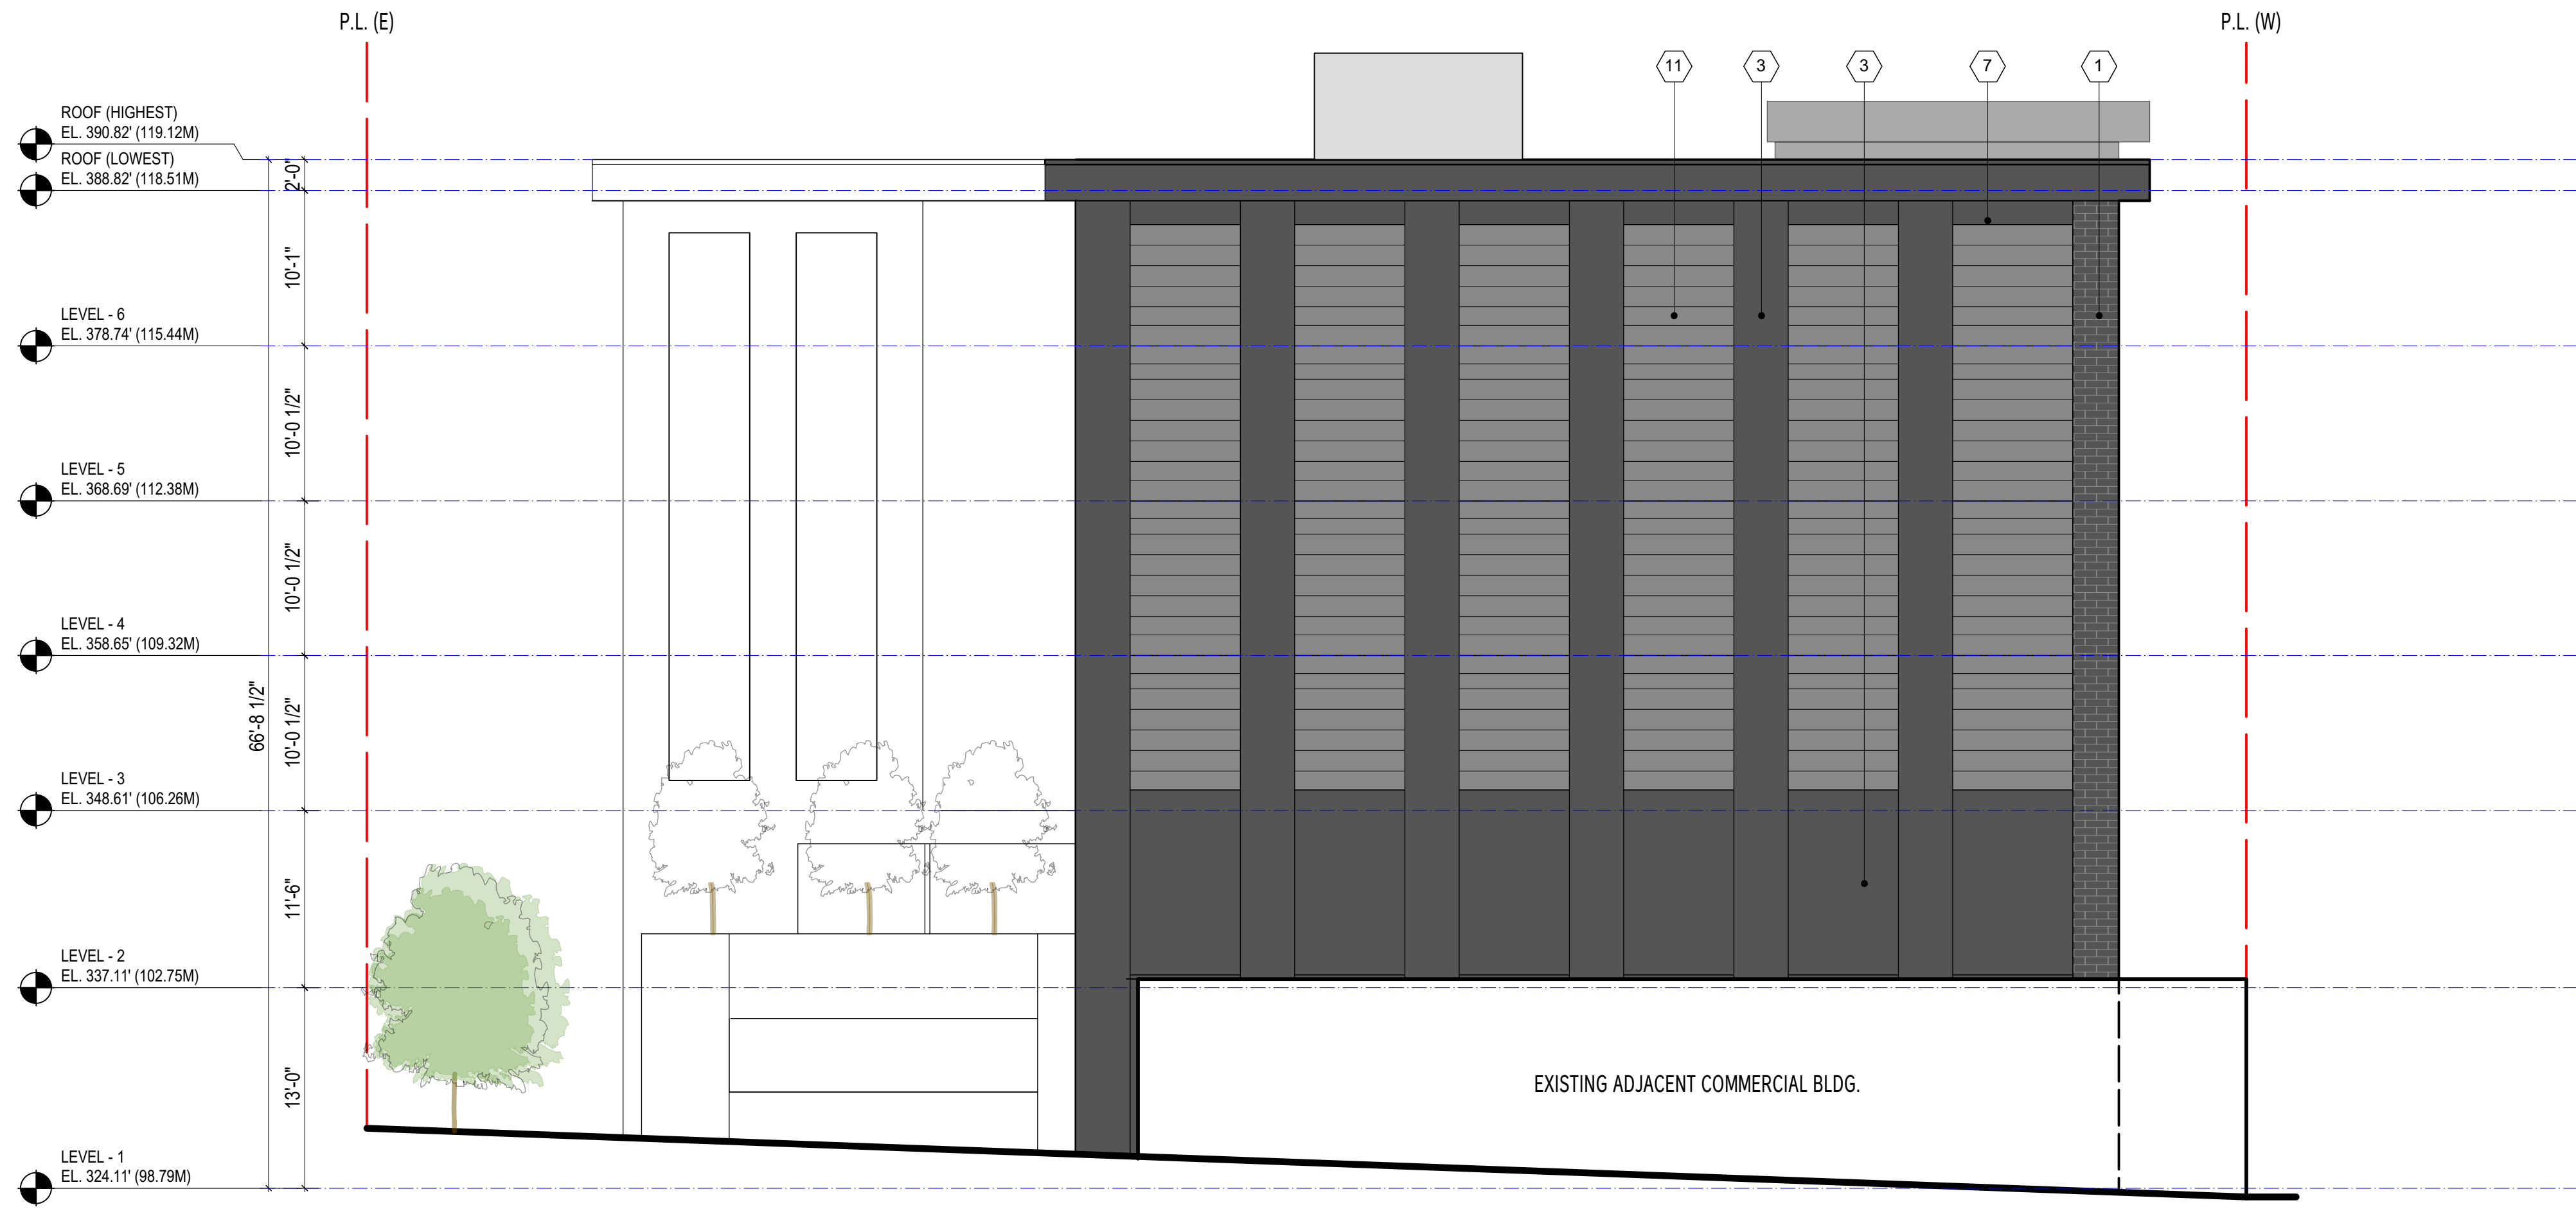 P.L. (E)
P.L. (W)
11
3
3
7
1
ROOF (HIGHEST)
EL. 390.82' (119.12M)
ROOF (LOWEST)
EL. 388.82' (118.51M)
2'-0"
10'-1"
LEVEL - 6
EL. 378.74' (115.44M)
10'-0 1/2"
LEVEL - 5
EL. 368.69' (112.38M)
10'-0 1/2"
LEVEL - 4
EL. 358.65' (109.32M)
66'-8 1/2"
10'-0 1/2"
LEVEL - 3
EL. 348.61' (106.26M)
11'-6"
LEVEL - 2
EL. 337.11' (102.75M)
13'-0"
EXISTING ADJACENT COMMERCIAL BLDG.
LEVEL - 1
EL. 324.11' (98.79M)